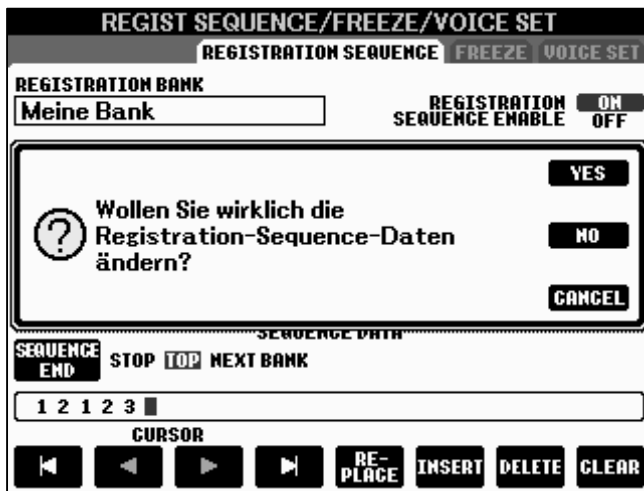 REGIST SEQUENCE/FREEZE/VOICE SET
REGISTRATION SEQUENCE FREEZE VOICE SET
REGISTRATION BANK
Meine Bank
REGISTRATION SEQUENCE ENABLE
ON
OFF
YES
Wollen Sie wirklich die
Registration-Sequence-Daten
ändern?
NO
CANCEL
SEQUENCE DATA
SEQUENCE END
STOP TOP NEXT BANK
1 2 1 2 3
CURSOR
RE-PLACE INSERT DELETE CLEAR